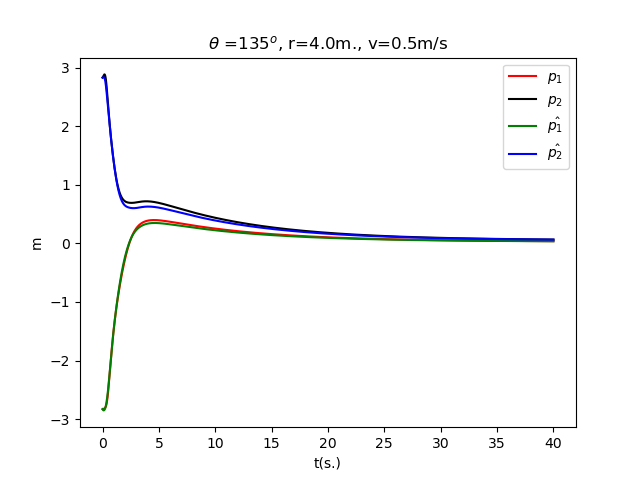 θ =135°, r=4.0m., v=0.5m/s
3
2
1
0
−1
−2
−3
m
p₁
p₂
p̂₁
p̂₂
0 5 10 15 20 25 30 35 40
t(s.)